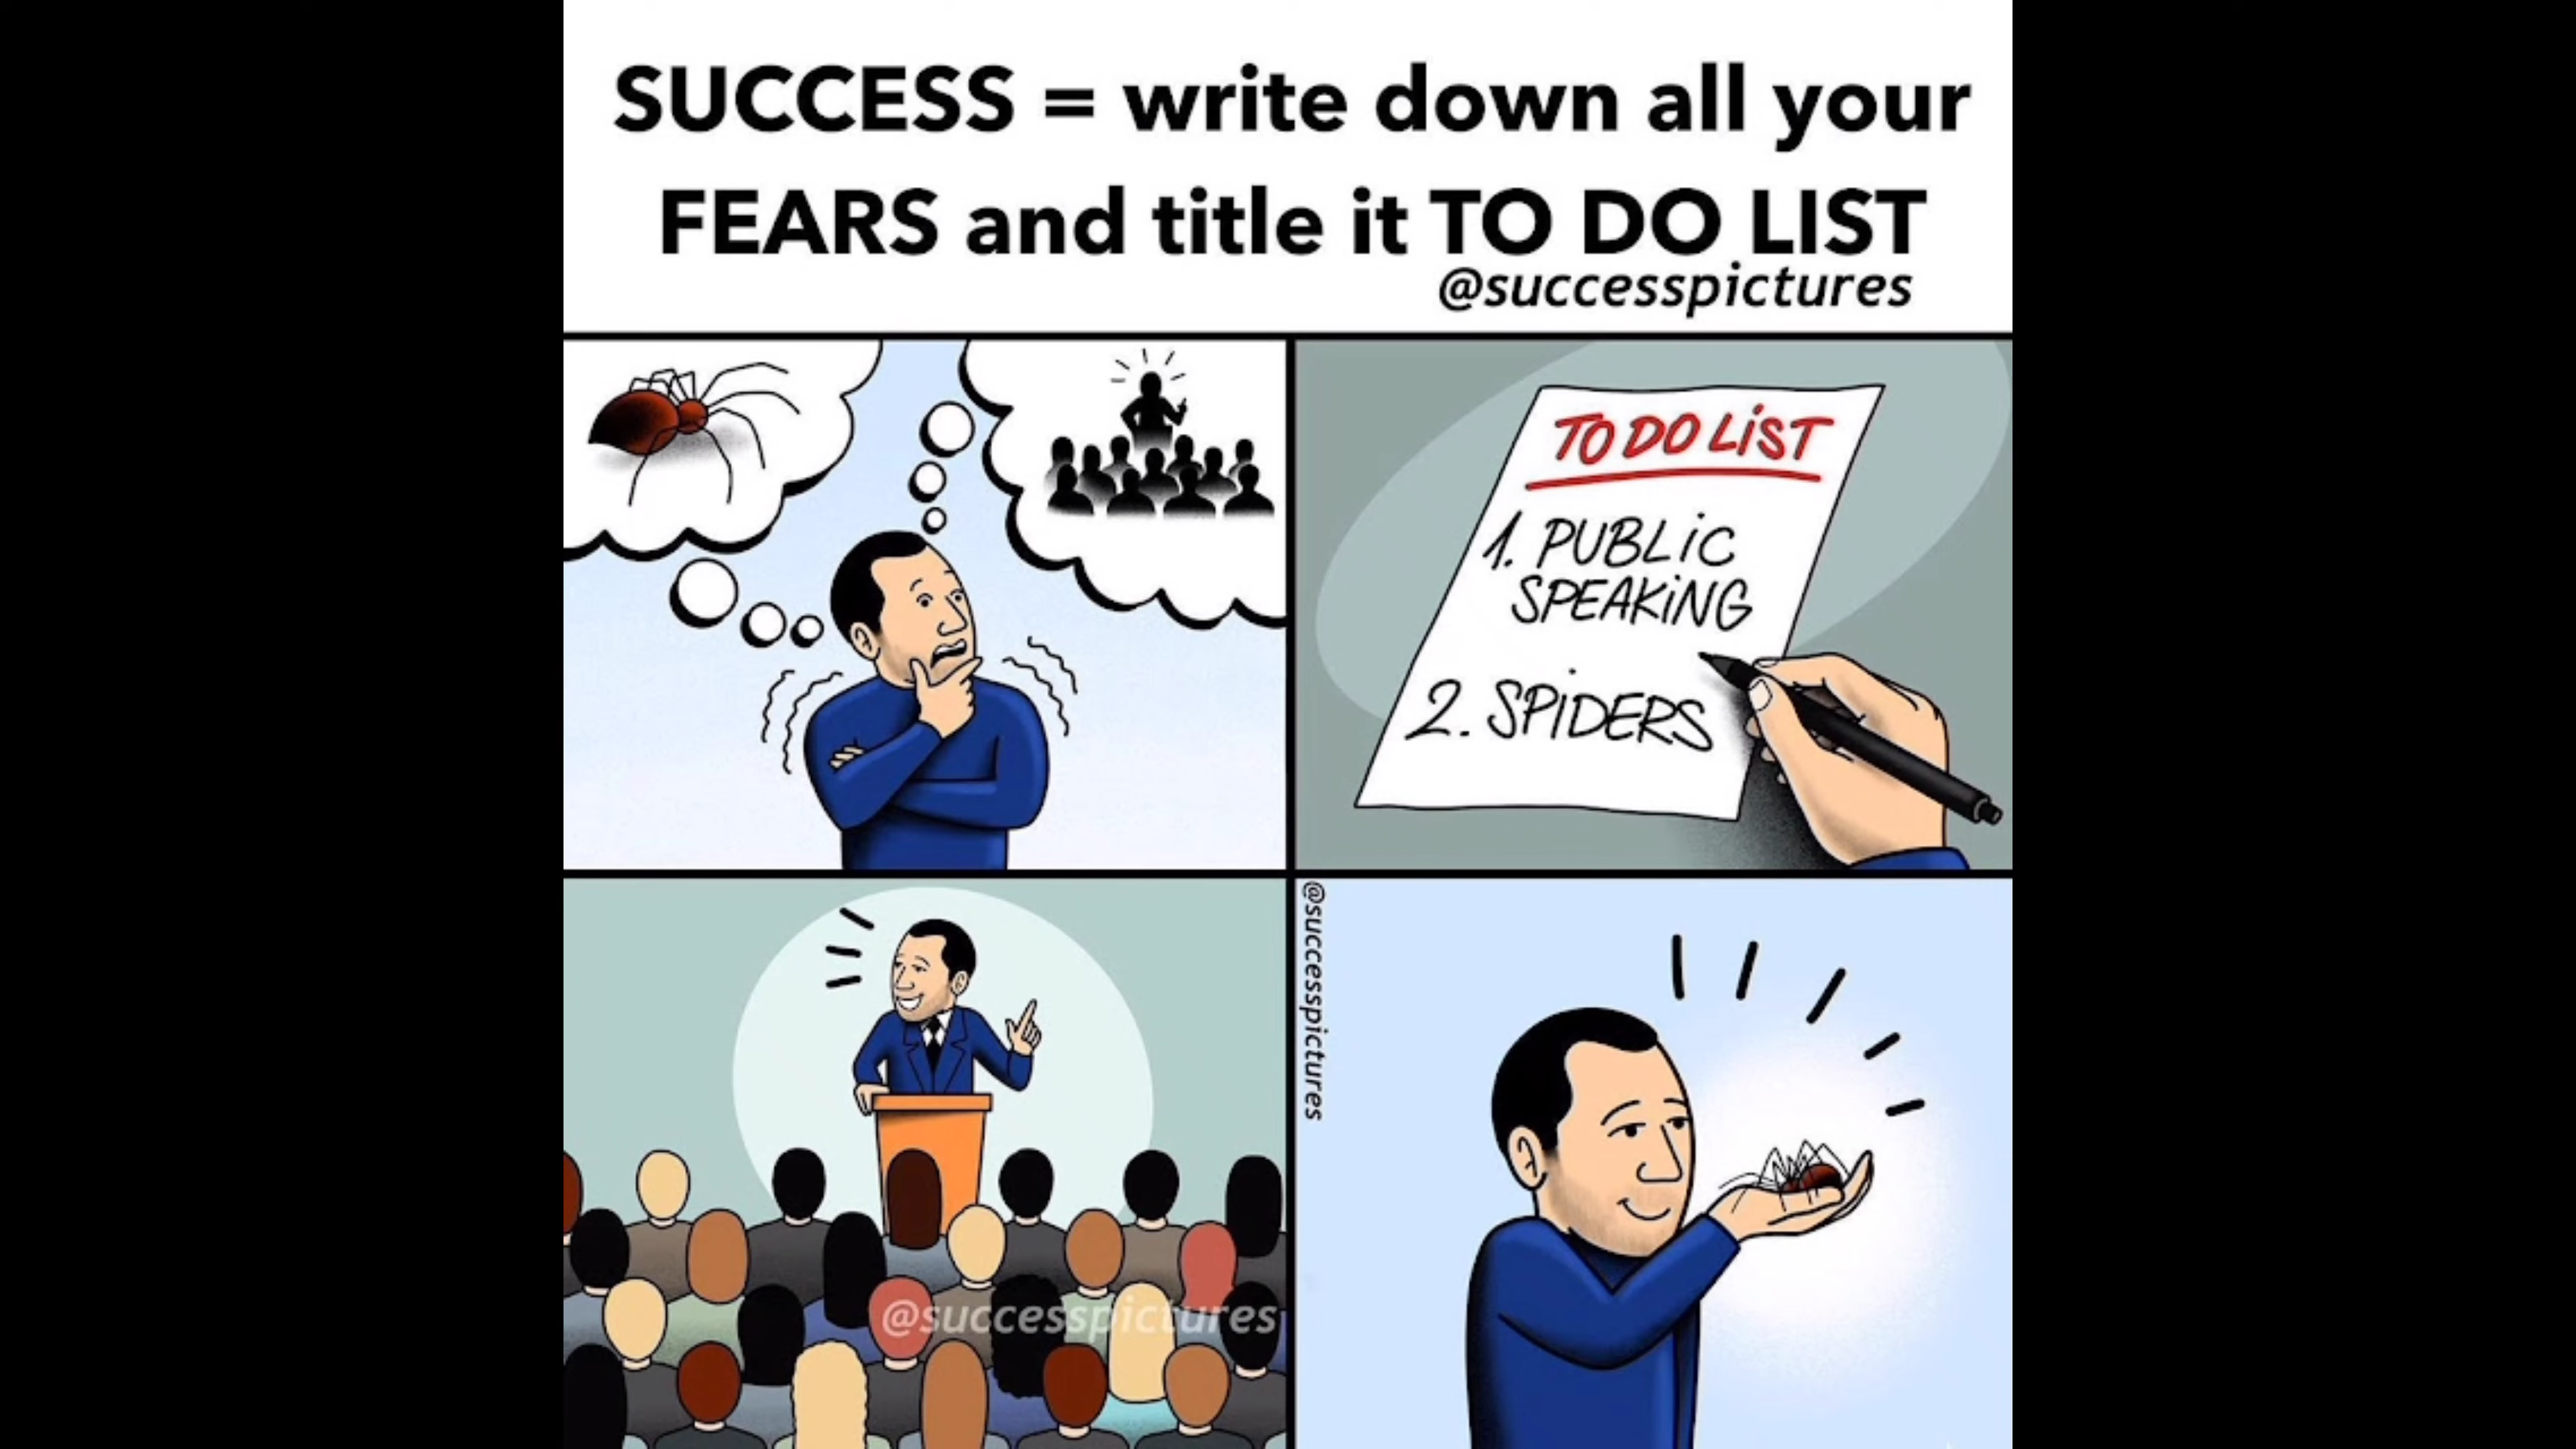 SUCCESS = write down all your
FEARS and title it TO DO LIST
@successpictures
TO DO LiST
1. PUBLiC
SPEAKiNG
2. SPiDERS
@successpictures
@successpictures